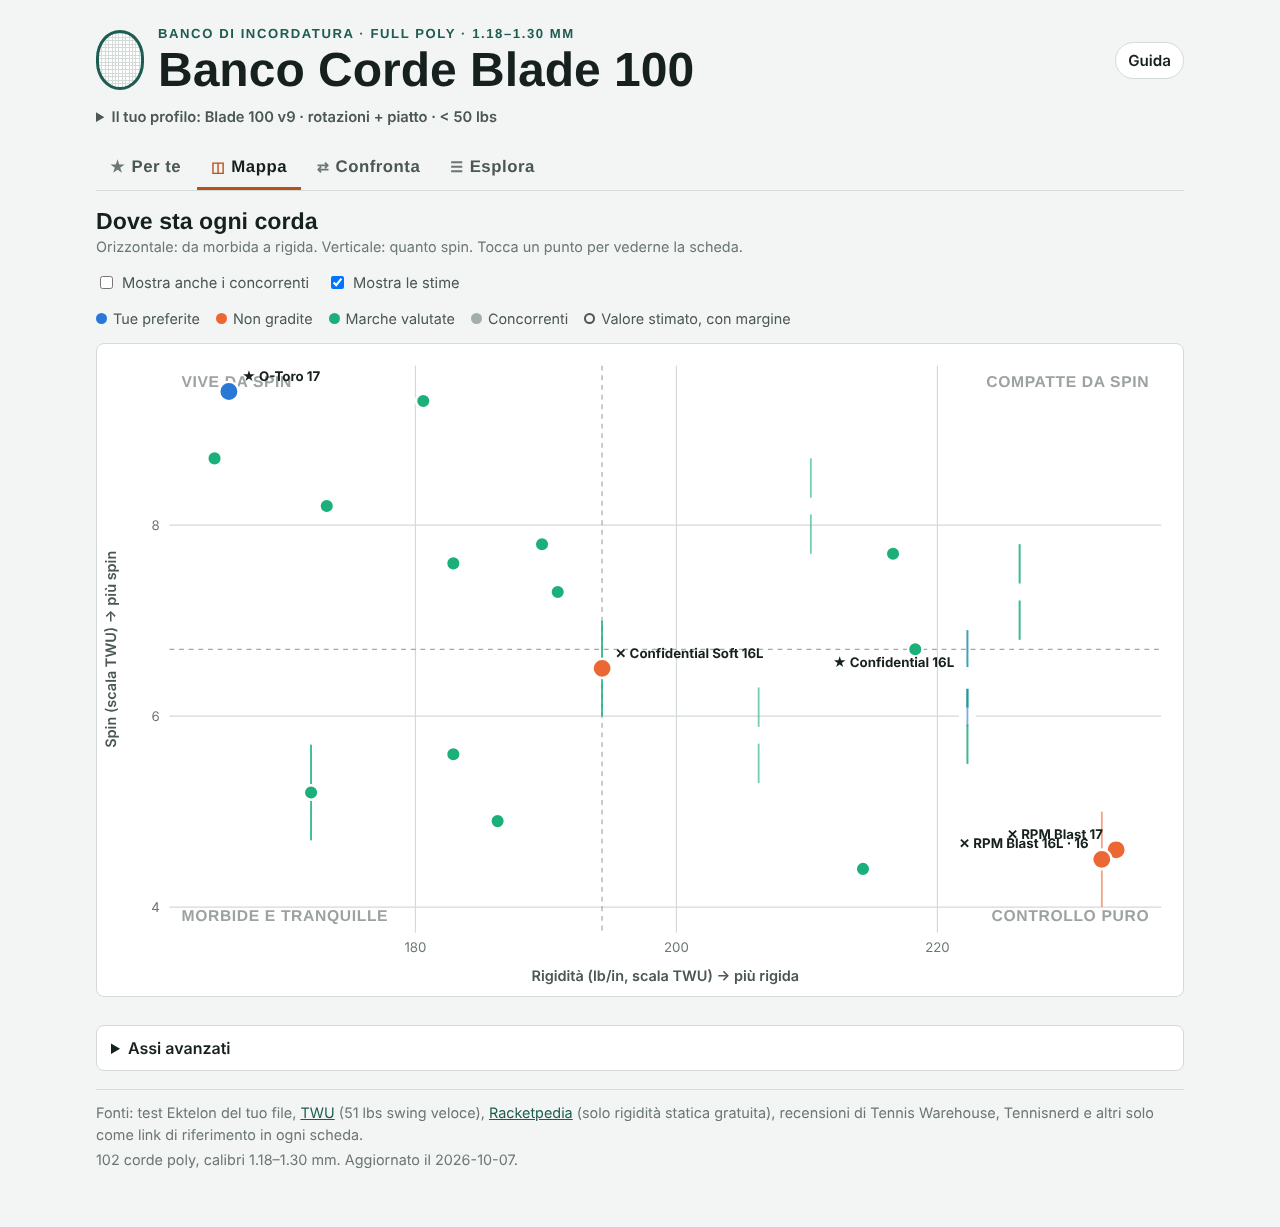 BANCO DI INCORDATURA · FULL POLY · 1.18–1.30 MM
Banco Corde Blade 100
Guida
▶ Il tuo profilo: Blade 100 v9 · rotazioni + piatto · < 50 lbs
★ Per te
Mappa
⇄ Confronta
☰ Esplora
Dove sta ogni corda
Orizzontale: da morbida a rigida. Verticale: quanto spin. Tocca un punto per vederne la scheda.
Mostra anche i concorrenti
Mostra le stime
Tue preferite
Non gradite
Marche valutate
Concorrenti
Valore stimato, con margine
VIVE DA SPIN
★ O-Toro 17
COMPATTE DA SPIN
8
Spin (scala TWU) → più spin
✕ Confidential Soft 16L
★ Confidential 16L
6
✕ RPM Blast 17
✕ RPM Blast 16L · 16
4
MORBIDE E TRANQUILLE
CONTROLLO PURO
180
200
220
Rigidità (lb/in, scala TWU) → più rigida
▶ Assi avanzati
Fonti: test Ektelon del tuo file, TWU (51 lbs swing veloce), Racketpedia (solo rigidità statica gratuita), recensioni di Tennis Warehouse, Tennisnerd e altri solo
come link di riferimento in ogni scheda.
102 corde poly, calibri 1.18–1.30 mm. Aggiornato il 2026-10-07.